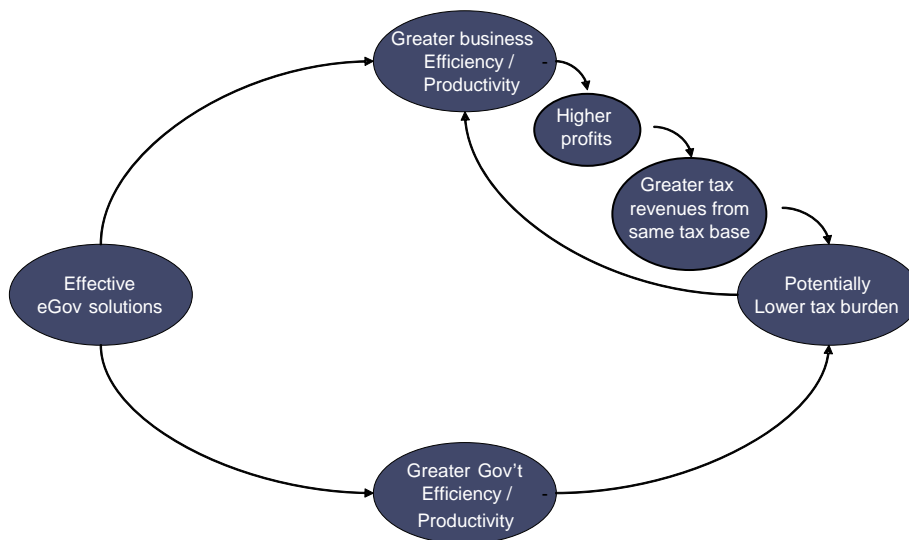 Greater business
Efficiency / -
Productivity
Higher
profits
Greater tax
revenues from
same tax base
Effective
eGov solutions
Potentially
Lower tax burden
Greater Gov't
Efficiency / -
Productivity